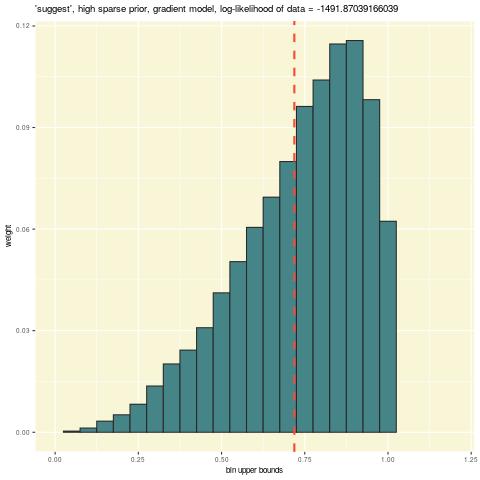 'suggest', high sparse prior, gradient model, log-likelihood of data = -1491.87039166039
0.12
0.09
0.06
0.03
0.00
weight
0.00 0.25 0.50 0.75 1.00 1.25
bin upper bounds